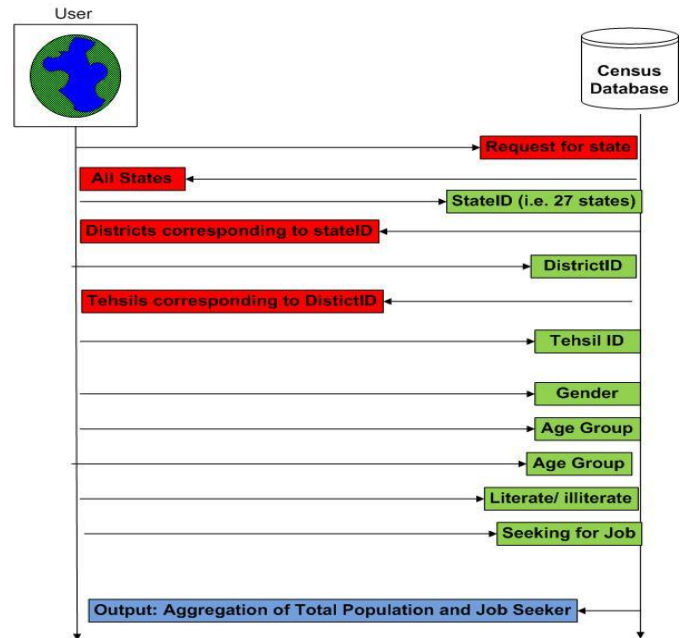 User
Census
Database
Request for state
All States
StateID (i.e. 27 states)
Districts corresponding to stateID
DistrictID
Tehsils corresponding to DistictID
Tehsil ID
Gender
Age Group
Age Group
Literate/ illiterate
Seeking for Job
Output: Aggregation of Total Population and Job Seeker